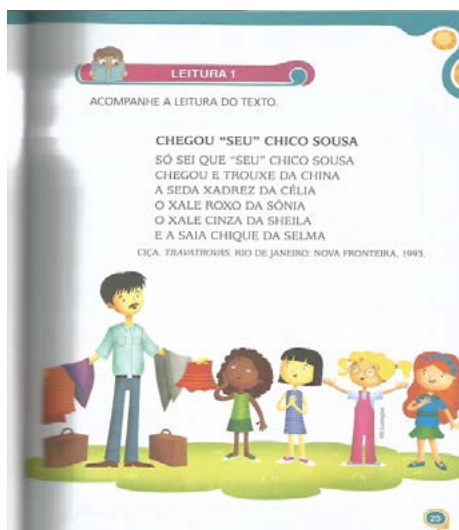 LEITURA 1
ACOMPANHE A LEITURA DO TEXTO.
CHEGOU "SEU" CHICO SOUSA
SÓ SEI QUE "SEU" CHICO SOUSA
CHEGOU E TROUXE DA CHINA
A SEDA XADREZ DA CÉLIA
O XALE ROXO DA SÔNIA
O XALE CINZA DA SHEILA
E A SAIA CHIQUE DA SELMA
CIÇA. TRAVATROVAS. RIO DE JANEIRO: NOVA FRONTEIRA, 1993.
25